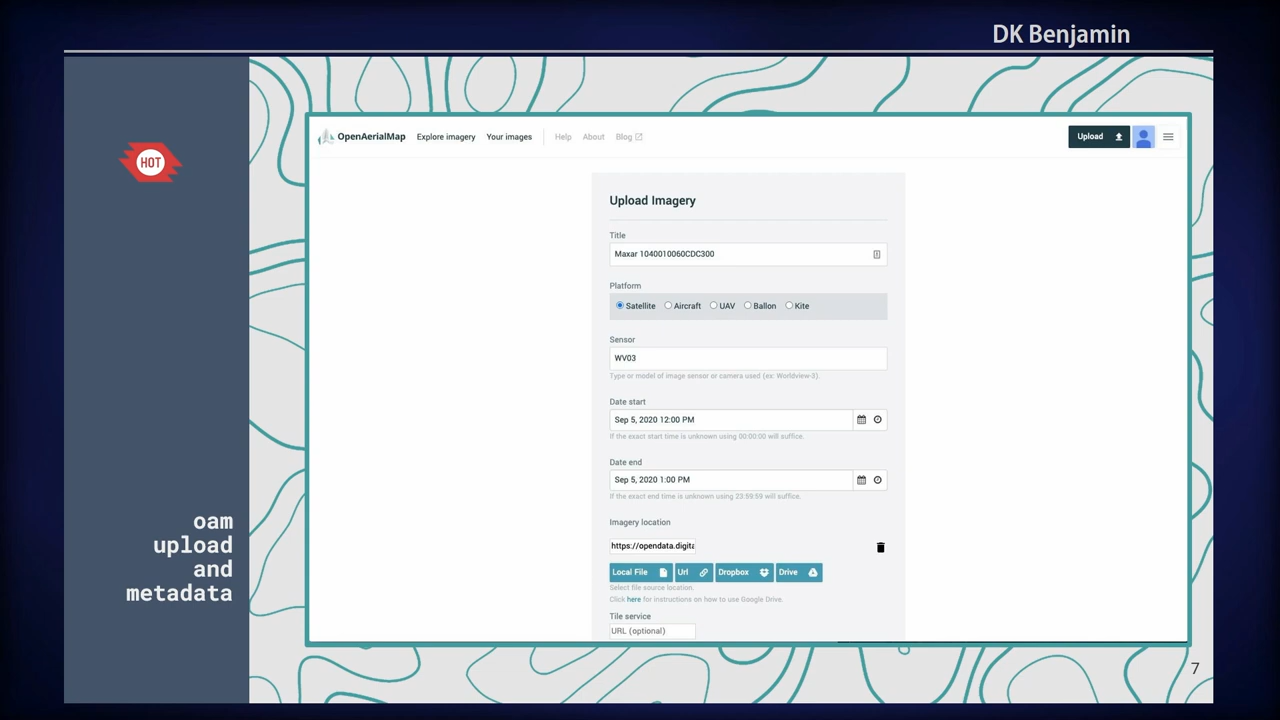 DK Benjamin
HOT
OpenAerialMap Explore imagery Your images Help About Blog Upload
Upload Imagery
Title
Maxar 1040010060CDC300
Platform
Satellite Aircraft UAV Ballon Kite
Sensor
WV03
Type or model of image sensor or camera used (ex: Worldview-3).
Date start
Sep 5, 2020 12:00 PM
If the exact start time is unknown using 00:00:00 will suffice.
Date end
Sep 5, 2020 1:00 PM
If the exact end time is unknown using 23:59:59 will suffice.
Imagery location
https://opendata.digita
Local File Url Dropbox Drive
Select file source location.
Click here for instructions on how to use Google Drive.
Tile service
URL (optional)
oam
upload
and
metadata
7